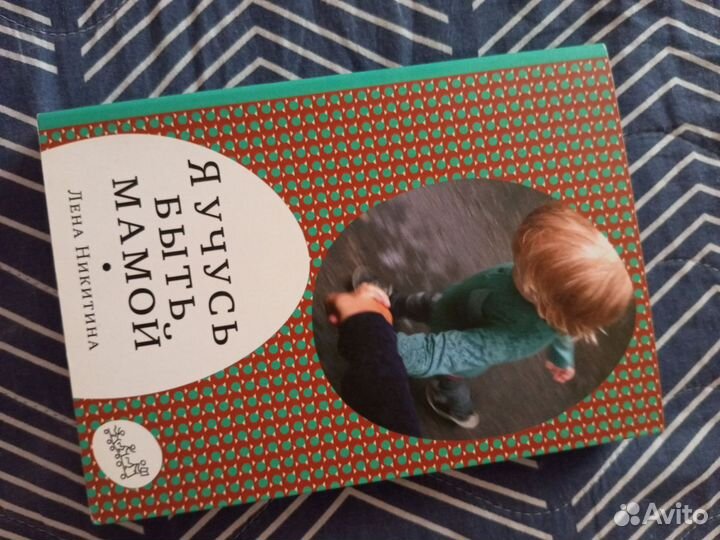 Я УЧУСЬ
БЫТЬ
МАМОЙ
•
ЛЕНА НИКИТИНА
Avito